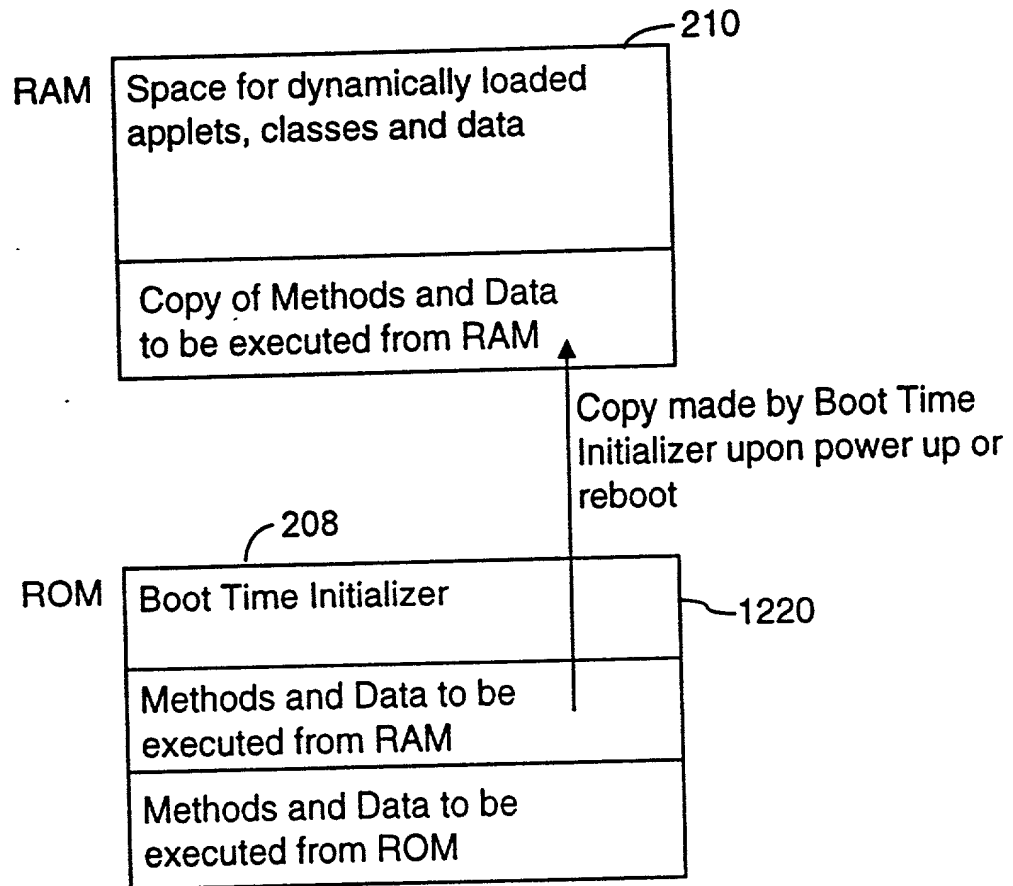 210
RAM
Space for dynamically loaded
applets, classes and data
Copy of Methods and Data
to be executed from RAM
Copy made by Boot Time
Initializer upon power up or
reboot
208
ROM
Boot Time Initializer
1220
Methods and Data to be
executed from RAM
Methods and Data to be
executed from ROM